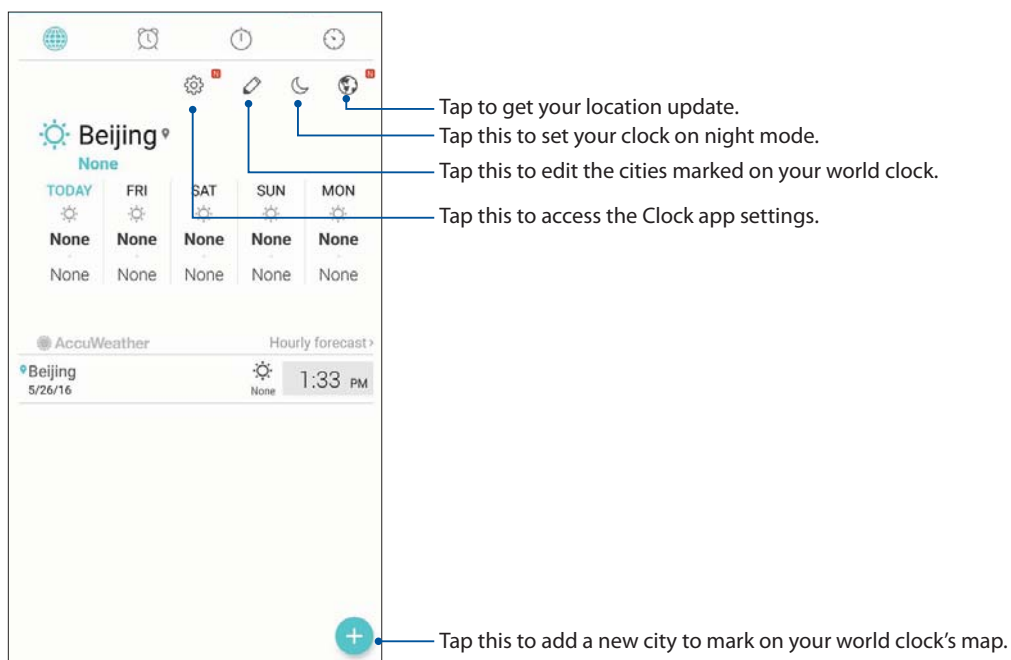 N
N
Tap to get your location update.
Tap this to set your clock on night mode.
Beijing
Tap this to edit the cities marked on your world clock.
None
TODAY FRI SAT SUN MON
Tap this to access the Clock app settings.
None None None None None
None None None None None
AccuWeather Hourly forecast›
Beijing
5/26/16
None
1:33 PM
Tap this to add a new city to mark on your world clock’s map.